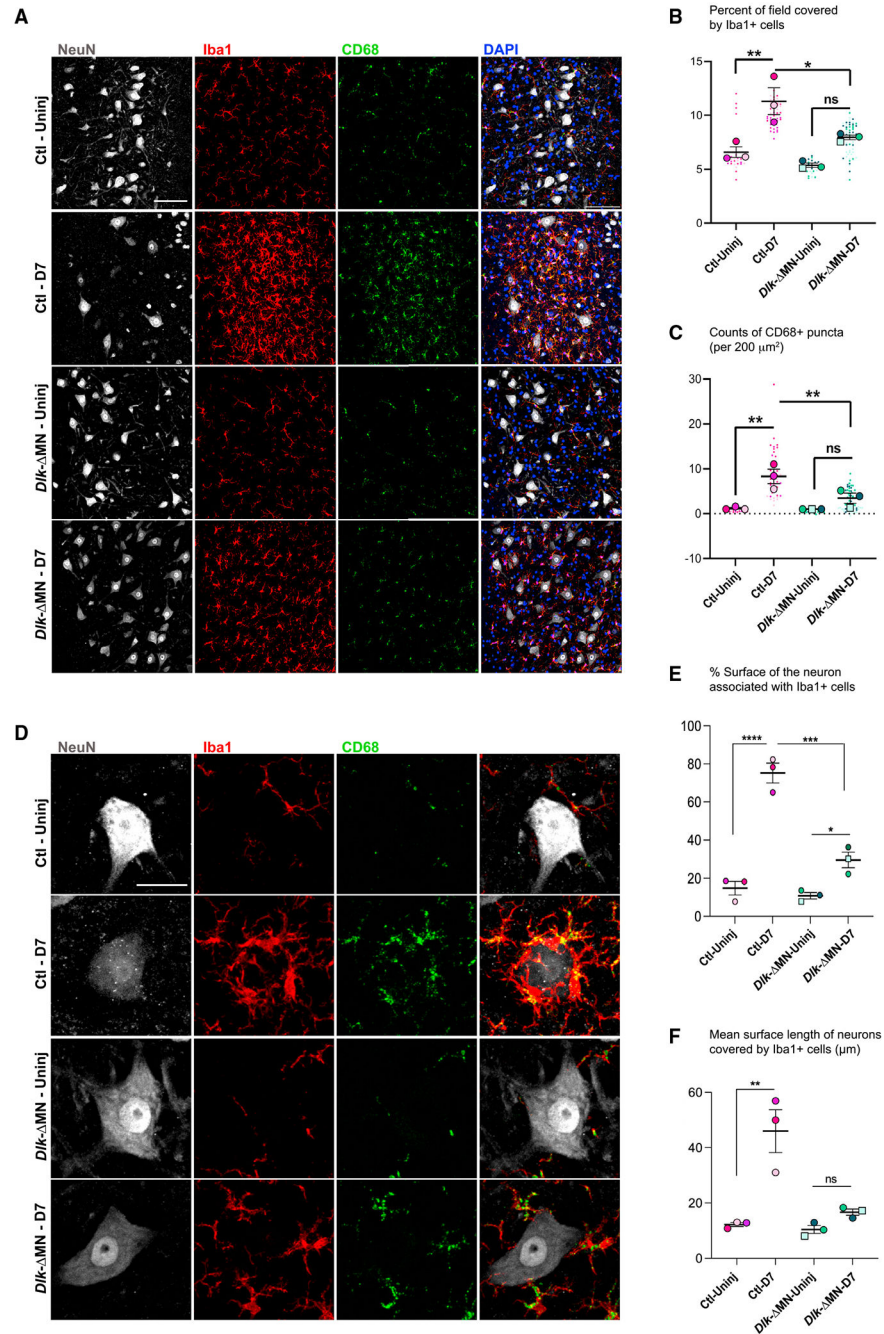 A
NeuN Iba1 CD68 DAPI
Ctl - Uninj
Ctl - D7
Dlk-ΔMN - Uninj
Dlk-ΔMN - D7
B
Percent of field covered
by Iba1+ cells
15
10
5
0
** * ns
Ctl-Uninj Ctl-D7 Dlk-ΔMN-Uninj Dlk-ΔMN-D7
C
Counts of CD68+ puncta
(per 200 μm²)
30
20
10
0
-10
** ** ns
Ctl-Uninj Ctl-D7 Dlk-ΔMN-Uninj Dlk-ΔMN-D7
D
NeuN Iba1 CD68
Ctl - Uninj
Ctl - D7
Dlk-ΔMN - Uninj
Dlk-ΔMN - D7
E
% Surface of the neuron
associated with Iba1+ cells
100
80
60
40
20
0
**** *** *
Ctl-Uninj Ctl-D7 Dlk-ΔMN-Uninj Dlk-ΔMN-D7
F
Mean surface length of neurons
covered by Iba1+ cells (μm)
60
40
20
0
** ns
Ctl-Uninj Ctl-D7 Dlk-ΔMN-Uninj Dlk-ΔMN-D7